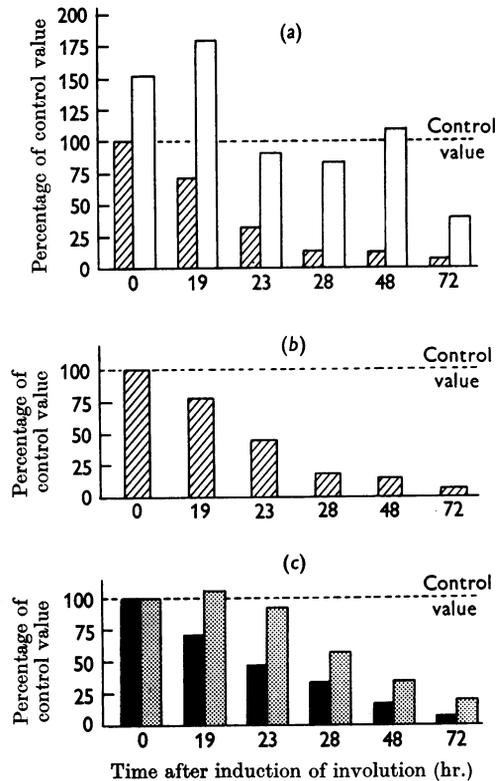 (a)
Percentage of control value
200
175
150
125
100
75
50
25
0
Control
value
0 19 23 28 48 72
(b)
Percentage of
control value
100
75
50
25
0
Control
value
0 19 23 28 48 72
(c)
Percentage of
control value
100
75
50
25
0
Control
value
0 19 23 28 48 72
Time after induction of involution (hr.)